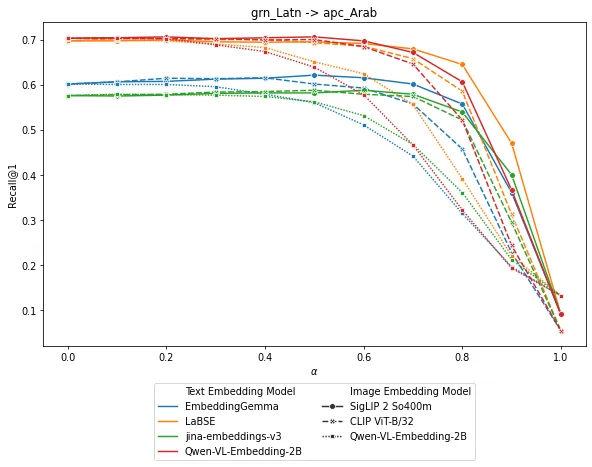 grn_Latn -> apc_Arab
Recall@1
0.7
0.6
0.5
0.4
0.3
0.2
0.1
0.0 0.2 0.4 0.6 0.8 1.0
α
Text Embedding Model
EmbeddingGemma
LaBSE
jina-embeddings-v3
Qwen-VL-Embedding-2B
Image Embedding Model
SigLIP 2 So400m
CLIP ViT-B/32
Qwen-VL-Embedding-2B